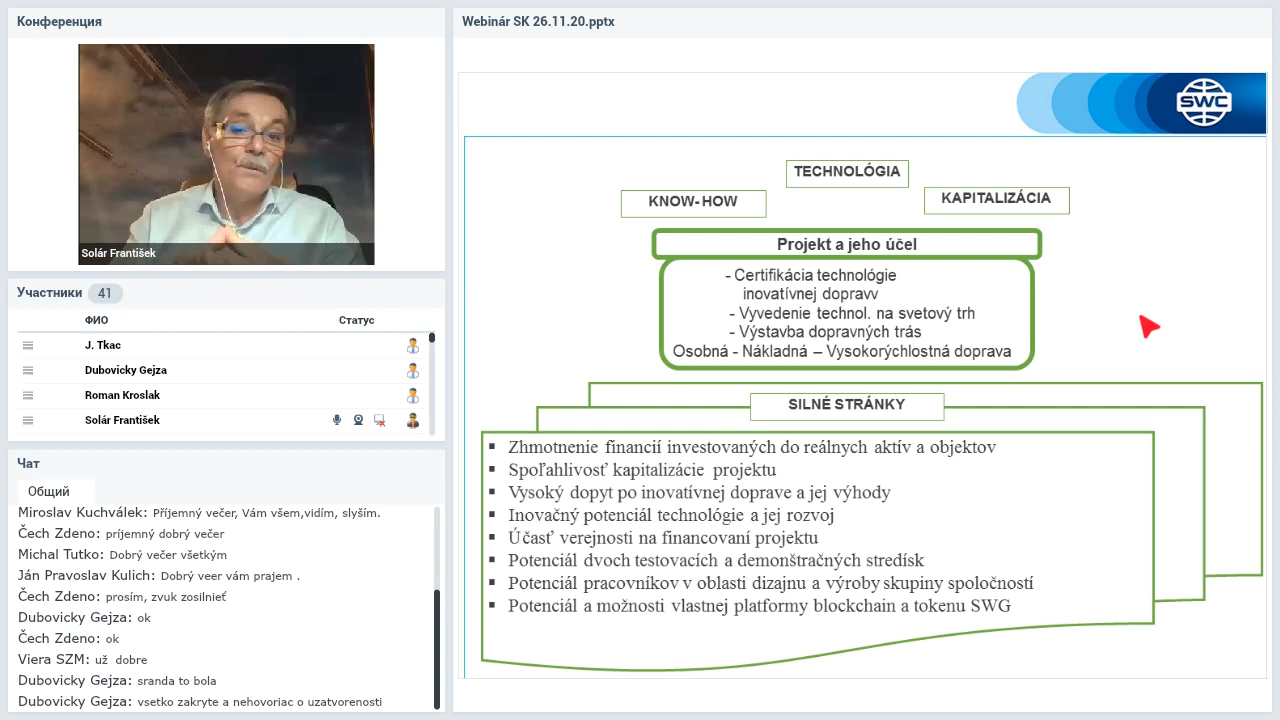 Конференция
Solár František
Участники 41
ФИО Статус
J. Tkac
Dubovicky Gejza
Roman Kroslak
Solár František
Чат
Общий
Miroslav Kuchválek: Príjemný večer, Vám všem,vidím, slyším.
Čech Zdeno: príjemný dobrý večer
Michal Tutko: Dobrý večer všetkým
Ján Pravoslav Kulich: Dobrý veer vám prajem .
Čech Zdeno: prosím, zvuk zosilnieť
Dubovicky Gejza: ok
Čech Zdeno: ok
Viera SZM: už dobre
Dubovicky Gejza: sranda to bola
Dubovicky Gejza: vsetko zakryte a nehovoriac o uzatvorenosti
Webinár SK 26.11.20.pptx
SWC
TECHNOLÓGIA
KNOW-HOW
KAPITALIZÁCIA
Projekt a jeho účel
- Certifikácia technológie
inovatívnej dopravv
- Vyvedenie technol. na svetový trh
- Výstavba dopravných trás
Osobná - Nákladná – Vysokorýchlostná doprava
SILNÉ STRÁNKY
▪ Zhmotnenie financií investovaných do reálnych aktív a objektov
▪ Spoľahlivosť kapitalizácie projektu
▪ Vysoký dopyt po inovatívnej doprave a jej výhody
▪ Inovačný potenciál technológie a jej rozvoj
▪ Účasť verejnosti na financovaní projektu
▪ Potenciál dvoch testovacích a demonštračných stredísk
▪ Potenciál pracovníkov v oblasti dizajnu a výroby skupiny spoločností
▪ Potenciál a možnosti vlastnej platformy blockchain a tokenu SWG